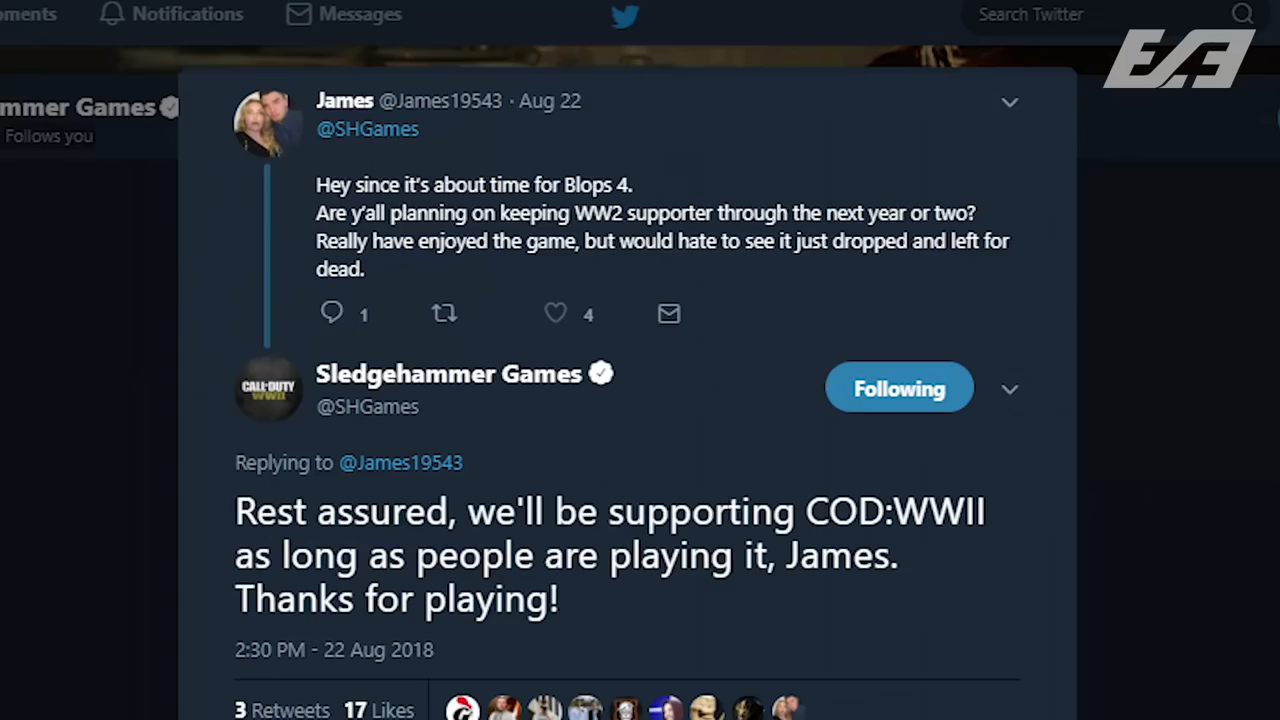 oments Notifications Messages Search Twitter
mmer Games
Follows you
James @James19543 · Aug 22
@SHGames
Hey since it's about time for Blops 4.
Are y'all planning on keeping WW2 supporter through the next year or two?
Really have enjoyed the game, but would hate to see it just dropped and left for
dead.
1 4
CALL·DUTY
WWII
Sledgehammer Games
@SHGames
Following
Replying to @James19543
Rest assured, we'll be supporting COD:WWII
as long as people are playing it, James.
Thanks for playing!
2:30 PM - 22 Aug 2018
3 Retweets 17 Likes